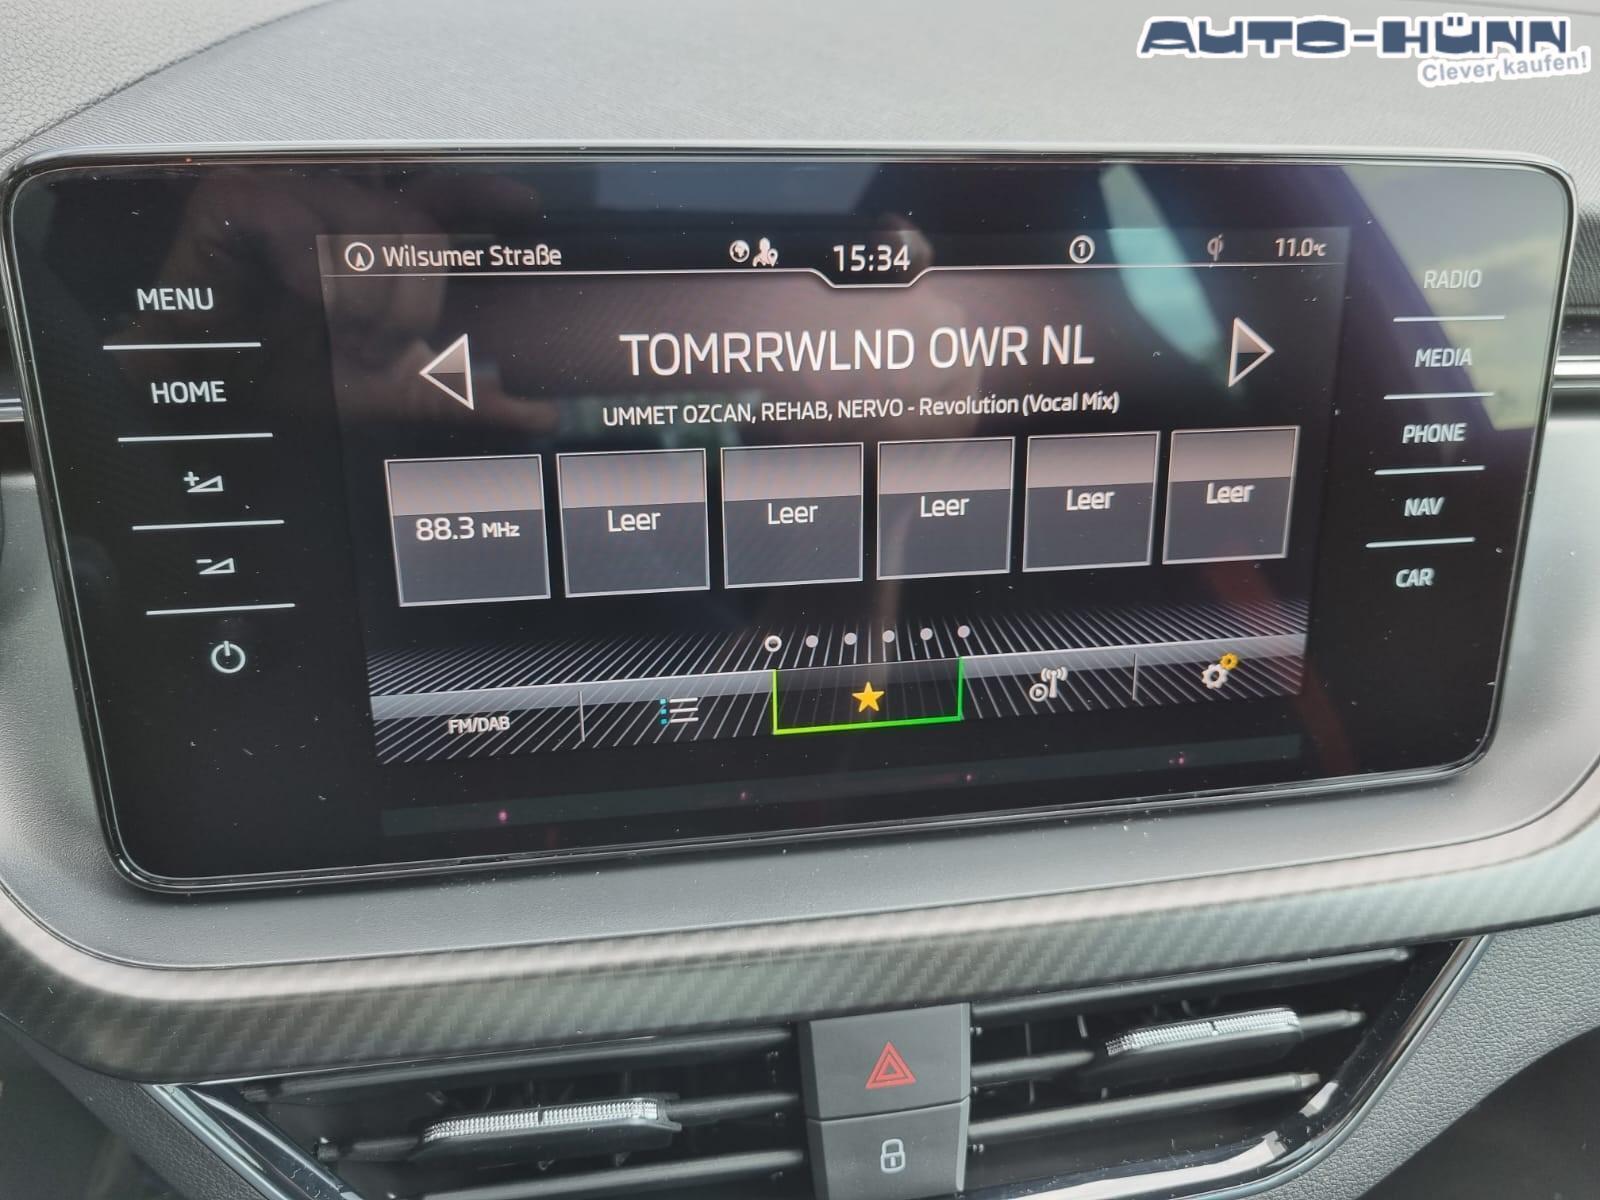 AUTO-HÜNN
Clever kaufen!
Wilsumer Straße
15:34
1
11.0°C
MENU
HOME
RADIO
MEDIA
PHONE
NAV
CAR
TOMRRWLND OWR NL
UMMET OZCAN, REHAB, NERVO - Revolution (Vocal Mix)
88.3 MHz
Leer
Leer
Leer
Leer
Leer
FM/DAB